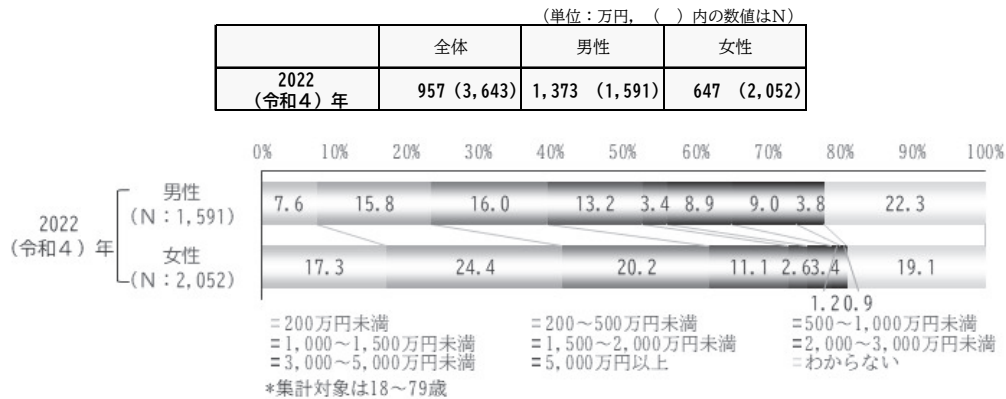 （単位：万円，（　）内の数値はN）
全体 男性 女性
2022
（令和４）年
957 (3,643) 1,373 (1,591) 647 (2,052)
0% 10% 20% 30% 40% 50% 60% 70% 80% 90% 100%
2022
（令和４）年
男性
（N：1,591）
7.6 15.8 16.0 13.2 3.4 8.9 9.0 3.8 22.3
女性
（N：2,052）
17.3 24.4 20.2 11.1 2.6 3.4 19.1
1.2 0.9
=200万円未満 =200～500万円未満 =500～1,000万円未満
=1,000～1,500万円未満 =1,500～2,000万円未満 =2,000～3,000万円未満
=3,000～5,000万円未満 =5,000万円以上 =わからない
*集計対象は18～79歳